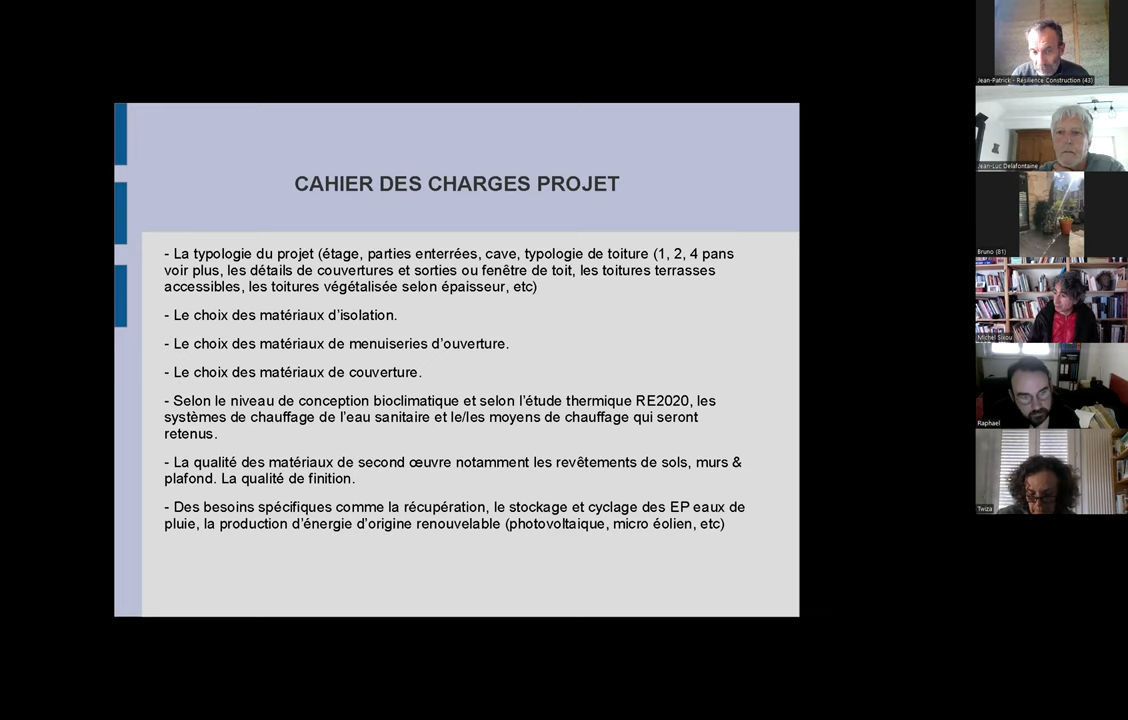 CAHIER DES CHARGES PROJET
- La typologie du projet (étage, parties enterrées, cave, typologie de toiture (1, 2, 4 pans
voir plus, les détails de couvertures et sorties ou fenêtre de toit, les toitures terrasses
accessibles, les toitures végétalisée selon épaisseur, etc)
- Le choix des matériaux d’isolation.
- Le choix des matériaux de menuiseries d’ouverture.
- Le choix des matériaux de couverture.
- Selon le niveau de conception bioclimatique et selon l’étude thermique RE2020, les
systèmes de chauffage de l’eau sanitaire et le/les moyens de chauffage qui seront
retenus.
- La qualité des matériaux de second œuvre notamment les revêtements de sols, murs &
plafond. La qualité de finition.
- Des besoins spécifiques comme la récupération, le stockage et cyclage des EP eaux de
pluie, la production d’énergie d’origine renouvelable (photovoltaique, micro éolien, etc)
Jean-Patrick - Résilience Construction (43)
Jean-Luc Delafontaine
Bruno (81)
Michel Sixou
Raphael
Twiza